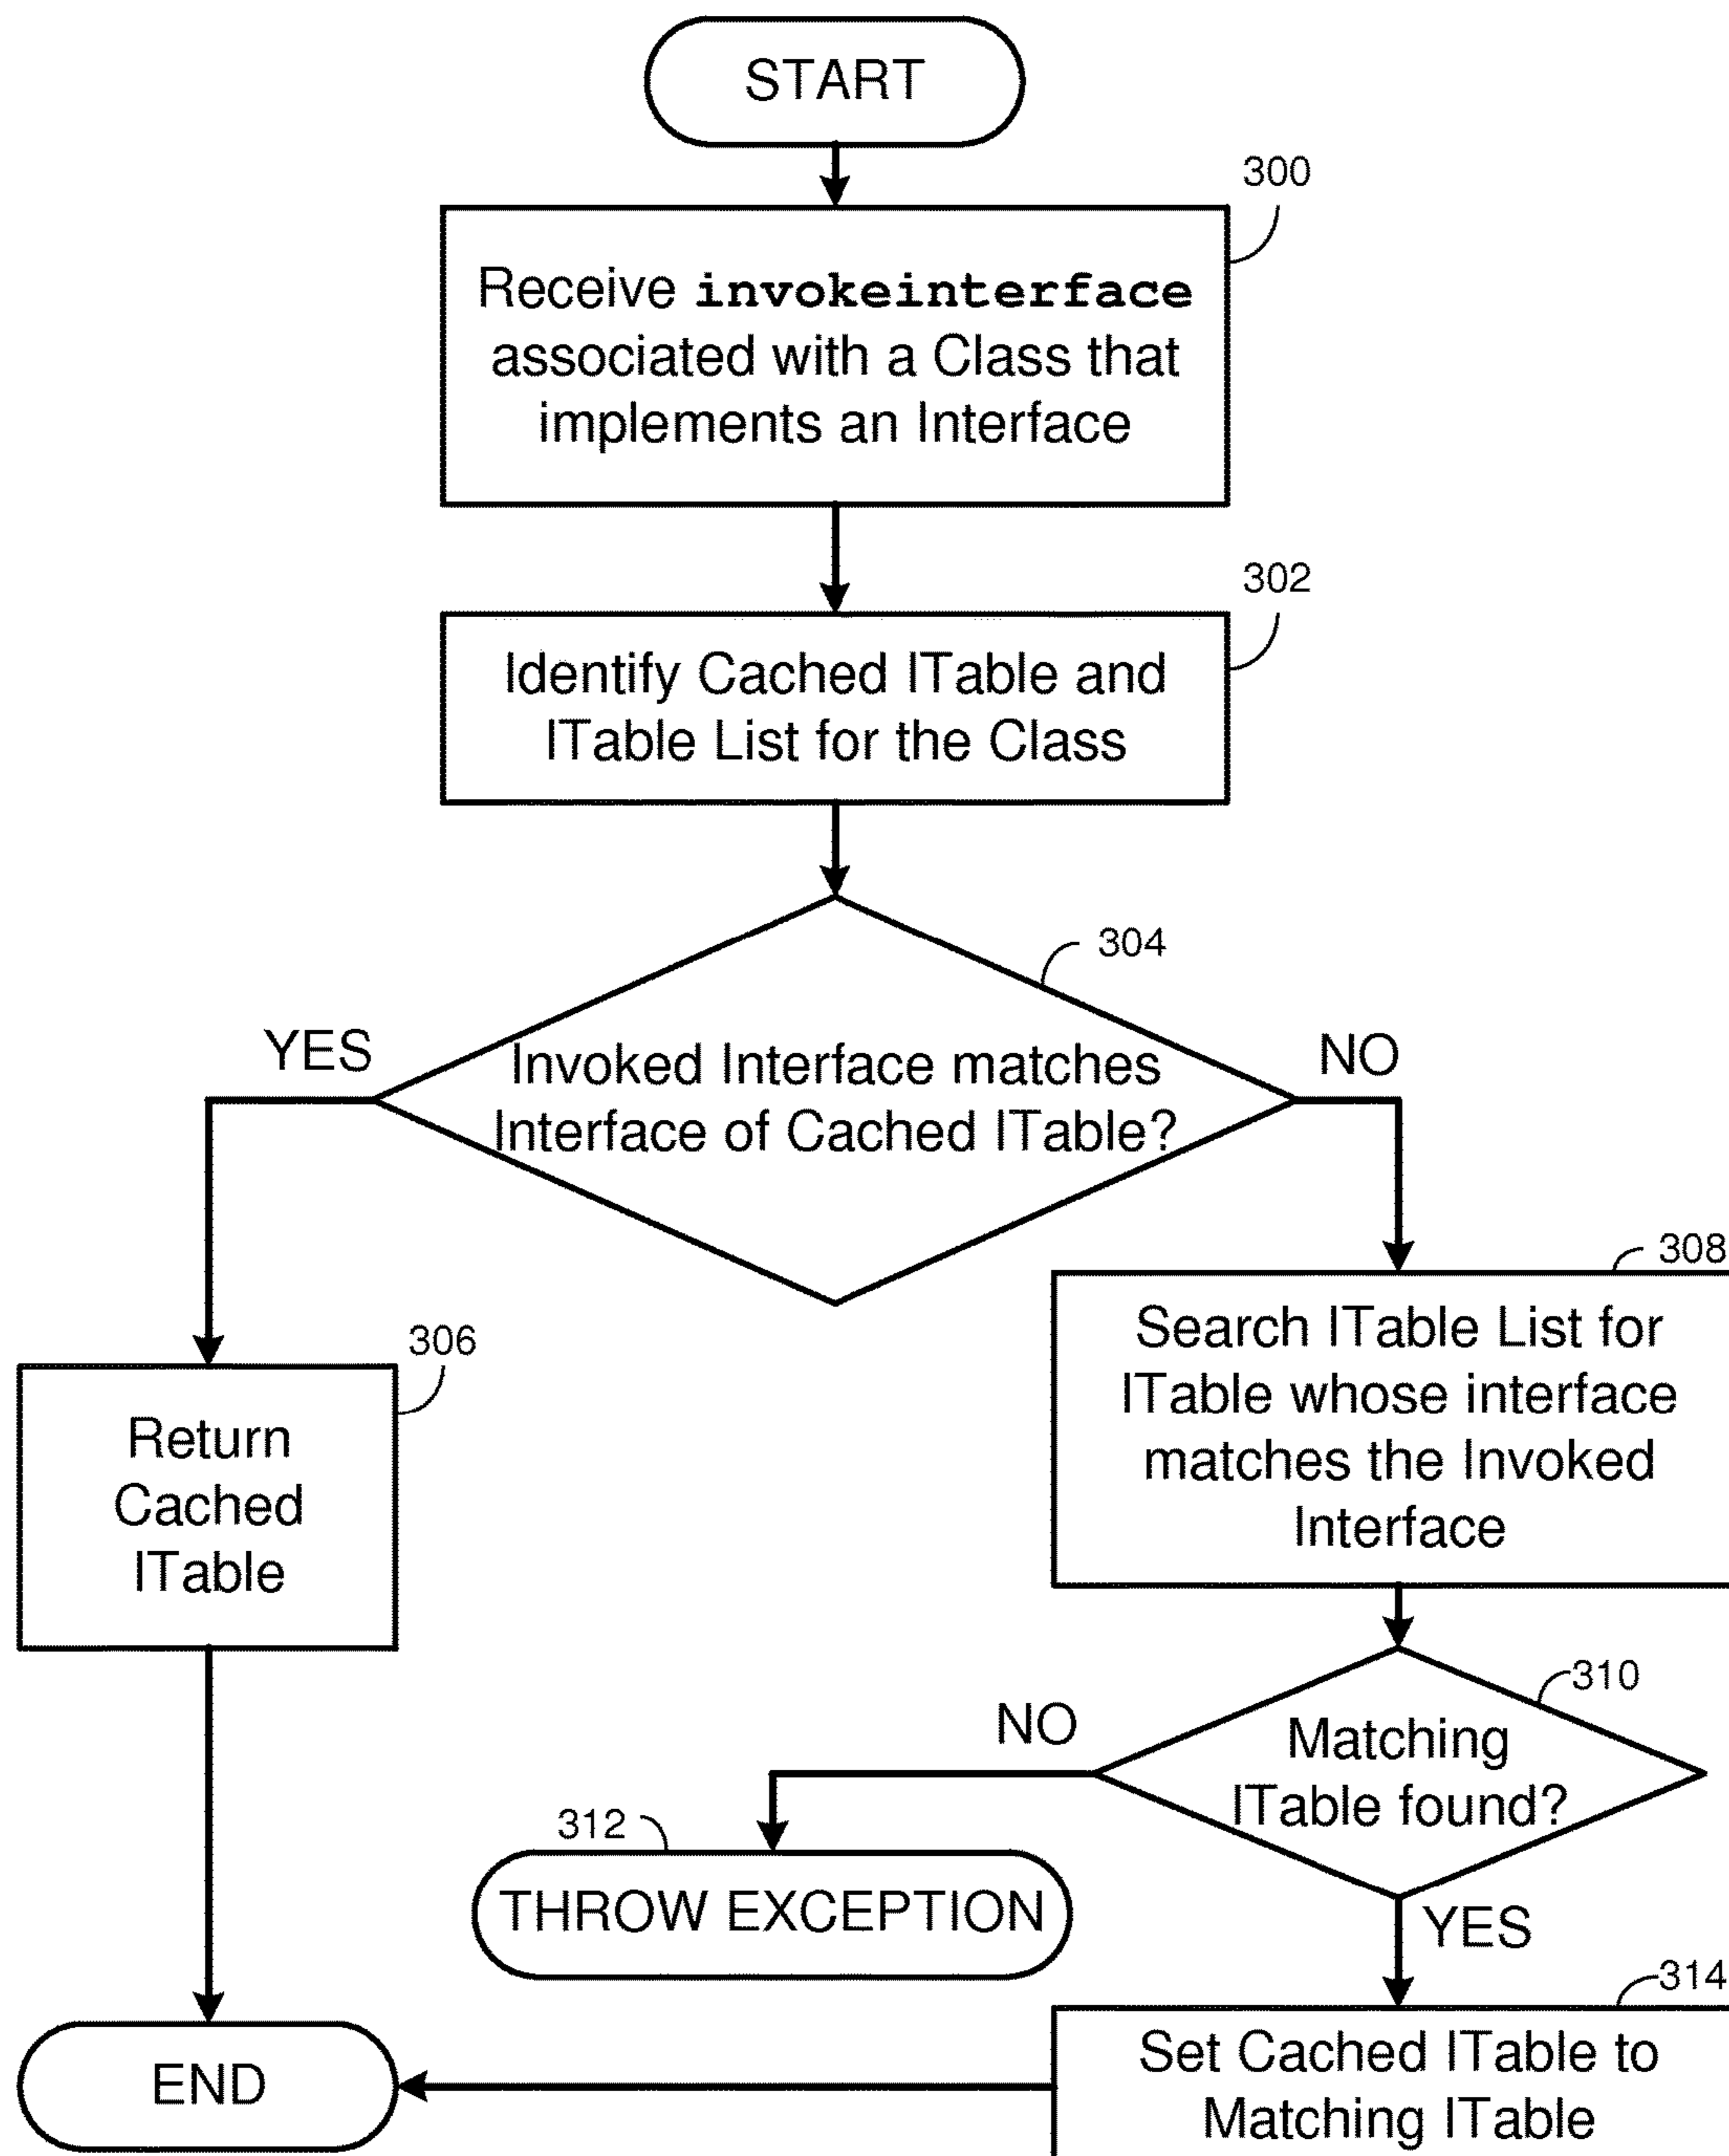 START
300
Receive invokeinterface
associated with a Class that
implements an Interface
302
Identify Cached ITable and
ITable List for the Class
304
YES
NO
Invoked Interface matches
Interface of Cached ITable?
308
306
Search ITable List for
ITable whose interface
matches the Invoked
Interface
Return
Cached
ITable
310
NO
Matching
ITable found?
312
THROW EXCEPTION
YES
314
END
Set Cached ITable to
Matching ITable